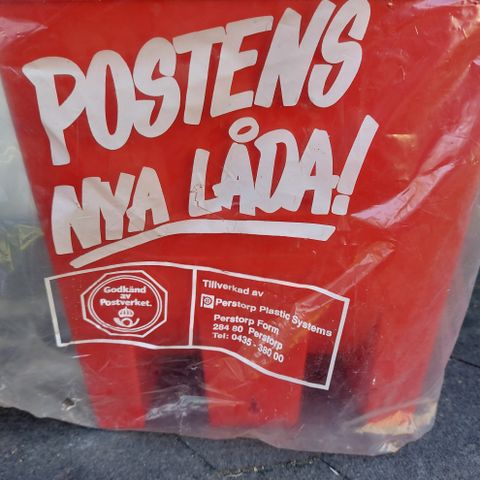 POSTENS
NYA LÅDA!
Godkänd
av
Postverket.
Tillverkad av
Perstorp Plastic Systems
Perstorp Form
284 80 Perstorp
Tel: 0435-380 00